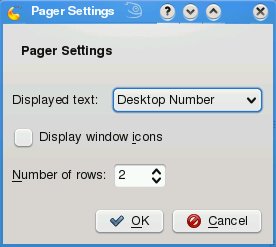 Pager Settings
Pager Settings
Displayed text: Desktop Number
Display window icons
Number of rows: 2
OK Cancel